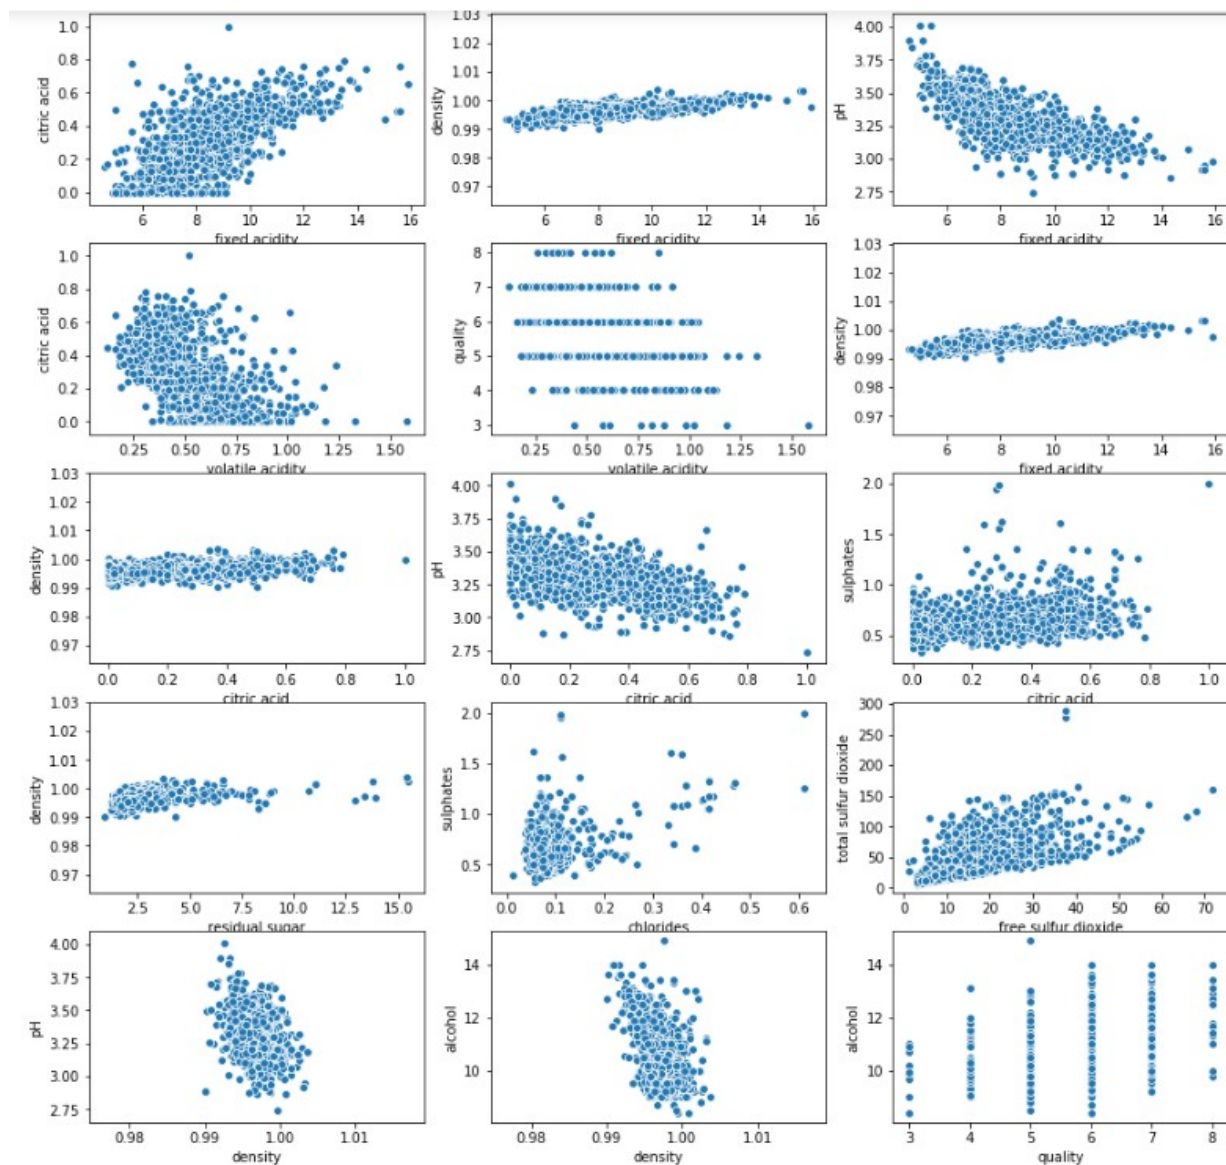 citric acid
1.0
0.8
0.6
0.4
0.2
0.0
6 8 10 12 14 16
fixed acidity
density
1.03
1.02
1.01
1.00
0.99
0.98
0.97
6 8 10 12 14 16
fixed acidity
pH
4.00
3.75
3.50
3.25
3.00
2.75
6 8 10 12 14 16
fixed acidity
citric acid
1.0
0.8
0.6
0.4
0.2
0.0
0.25 0.50 0.75 1.00 1.25 1.50
volatile acidity
quality
8
7
6
5
4
3
0.25 0.50 0.75 1.00 1.25 1.50
volatile acidity
density
1.03
1.02
1.01
1.00
0.99
0.98
0.97
6 8 10 12 14 16
fixed acidity
density
1.03
1.02
1.01
1.00
0.99
0.98
0.97
0.0 0.2 0.4 0.6 0.8 1.0
citric acid
pH
4.00
3.75
3.50
3.25
3.00
2.75
0.0 0.2 0.4 0.6 0.8 1.0
citric acid
sulphates
2.0
1.5
1.0
0.5
0.0 0.2 0.4 0.6 0.8 1.0
citric acid
density
1.03
1.02
1.01
1.00
0.99
0.98
0.97
2.5 5.0 7.5 10.0 12.5 15.0
residual sugar
sulphates
2.0
1.5
1.0
0.5
0.0 0.1 0.2 0.3 0.4 0.5 0.6
chlorides
total sulfur dioxide
300
250
200
150
100
50
0
0 10 20 30 40 50 60 70
free sulfur dioxide
pH
4.00
3.75
3.50
3.25
3.00
2.75
0.98 0.99 1.00 1.01
density
alcohol
14
12
10
0.98 0.99 1.00 1.01
density
alcohol
14
12
10
3 4 5 6 7 8
quality